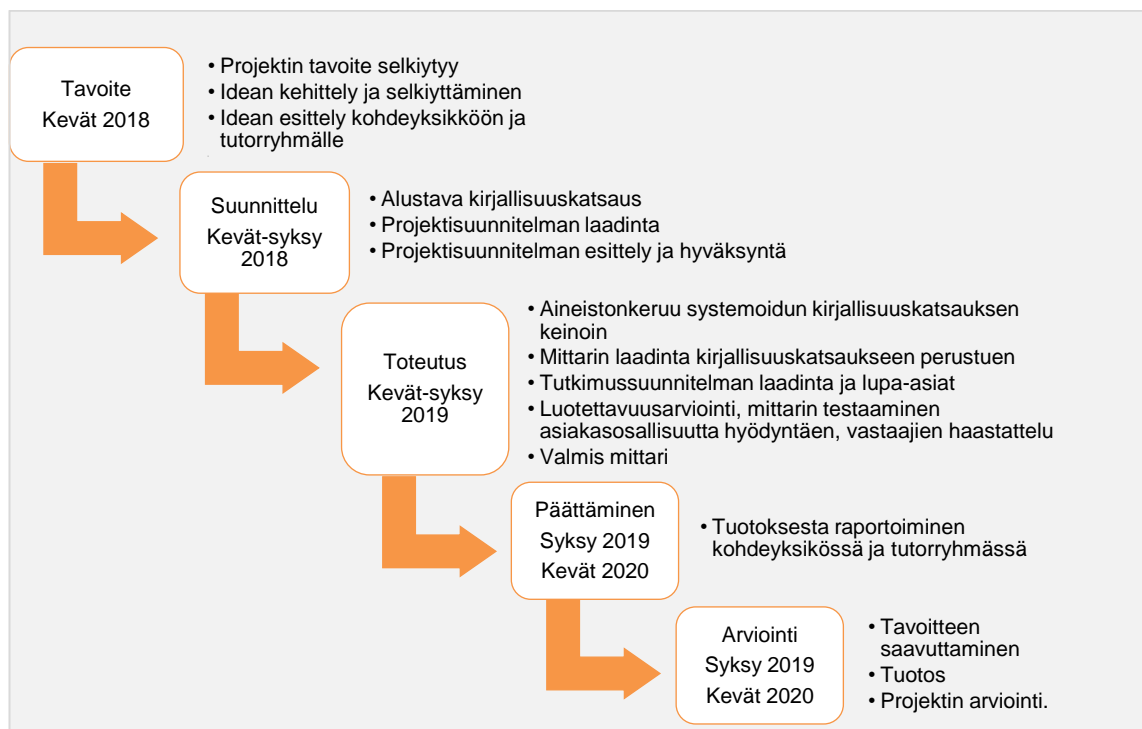 Tavoite
Kevät 2018
• Projektin tavoite selkiytyy
• Idean kehittely ja selkiyttäminen
• Idean esittely kohdeyksikköön ja
tutorryhmälle
Suunnittelu
Kevät-syksy
2018
• Alustava kirjallisuuskatsaus
• Projektisuunnitelman laadinta
• Projektisuunnitelman esittely ja hyväksyntä
Toteutus
Kevät-syksy
2019
• Aineistonkeruu systemoidun kirjallisuuskatsauksen
keinoin
• Mittarin laadinta kirjallisuuskatsaukseen perustuen
• Tutkimussuunnitelman laadinta ja lupa-asiat
• Luotettavuusarviointi, mittarin testaaminen
asiakasosallisuutta hyödyntäen, vastaajien haastattelu
• Valmis mittari
Päättäminen
Syksy 2019
Kevät 2020
• Tuotoksesta raportoiminen
kohdeyksikössä ja tutorryhmässä
Arviointi
Syksy 2019
Kevät 2020
• Tavoitteen
saavuttaminen
• Tuotos
• Projektin arviointi.